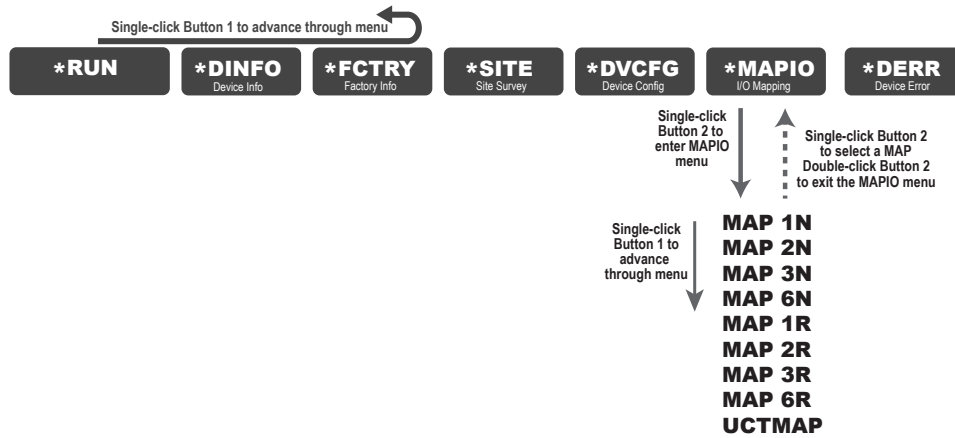 Single-click Button 1 to advance through menu
*RUN
*DINFO
Device Info
*FCTRY
Factory Info
*SITE
Site Survey
*DVCFG
Device Config
*MAPIO
I/O Mapping
*DERR
Device Error
Single-click
Button 2 to
enter MAPIO
menu
Single-click Button 2
to select a MAP
Double-click Button 2
to exit the MAPIO menu
Single-click
Button 1 to
advance
through menu
MAP 1N
MAP 2N
MAP 3N
MAP 6N
MAP 1R
MAP 2R
MAP 3R
MAP 6R
UCTMAP